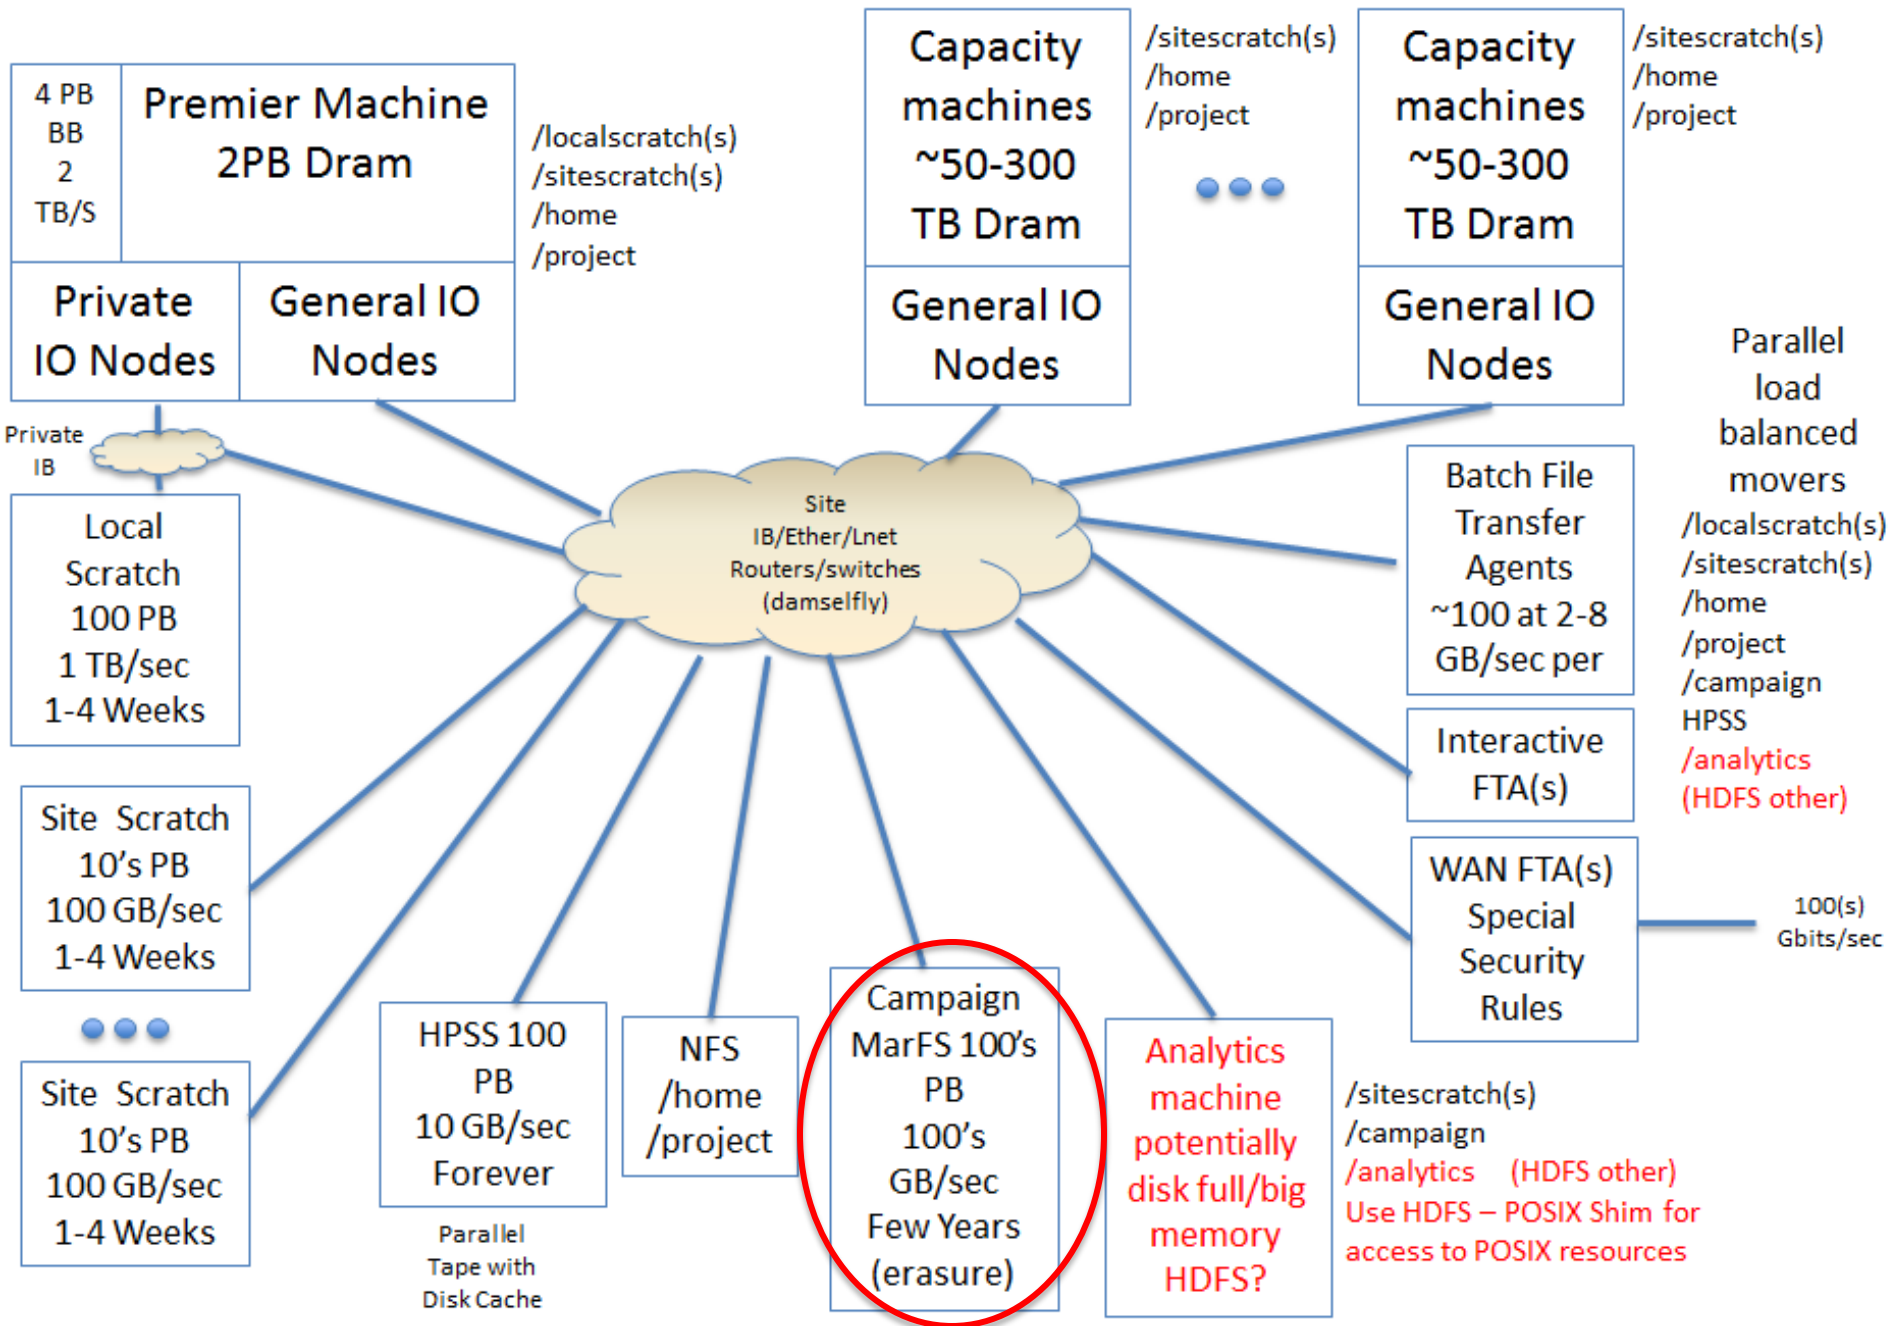 4 PB
BB
2
TB/S
Premier Machine
2PB Dram
/localscratch(s)
/sitescratch(s)
/home
/project
Private
IO Nodes
General IO
Nodes
Capacity
machines
~50-300
TB Dram
General IO
Nodes
/sitescratch(s)
/home
/project
Capacity
machines
~50-300
TB Dram
General IO
Nodes
/sitescratch(s)
/home
/project
Private
IB
Local
Scratch
100 PB
1 TB/sec
1-4 Weeks
Site
IB/Ether/Lnet
Routers/switches
(damselfly)
Batch File
Transfer
Agents
~100 at 2-8
GB/sec per
Parallel
load
balanced
movers
/localscratch(s)
/sitescratch(s)
/home
/project
/campaign
HPSS
/analytics
(HDFS other)
Interactive
FTA(s)
WAN FTA(s)
Special
Security
Rules
100(s)
Gbits/sec
Site Scratch
10's PB
100 GB/sec
1-4 Weeks
Site Scratch
10's PB
100 GB/sec
1-4 Weeks
HPSS 100
PB
10 GB/sec
Forever
Parallel
Tape with
Disk Cache
NFS
/home
/project
Campaign
MarFS 100's
PB
100's
GB/sec
Few Years
(erasure)
Analytics
machine
potentially
disk full/big
memory
HDFS?
/sitescratch(s)
/campaign
/analytics (HDFS other)
Use HDFS – POSIX Shim for
access to POSIX resources